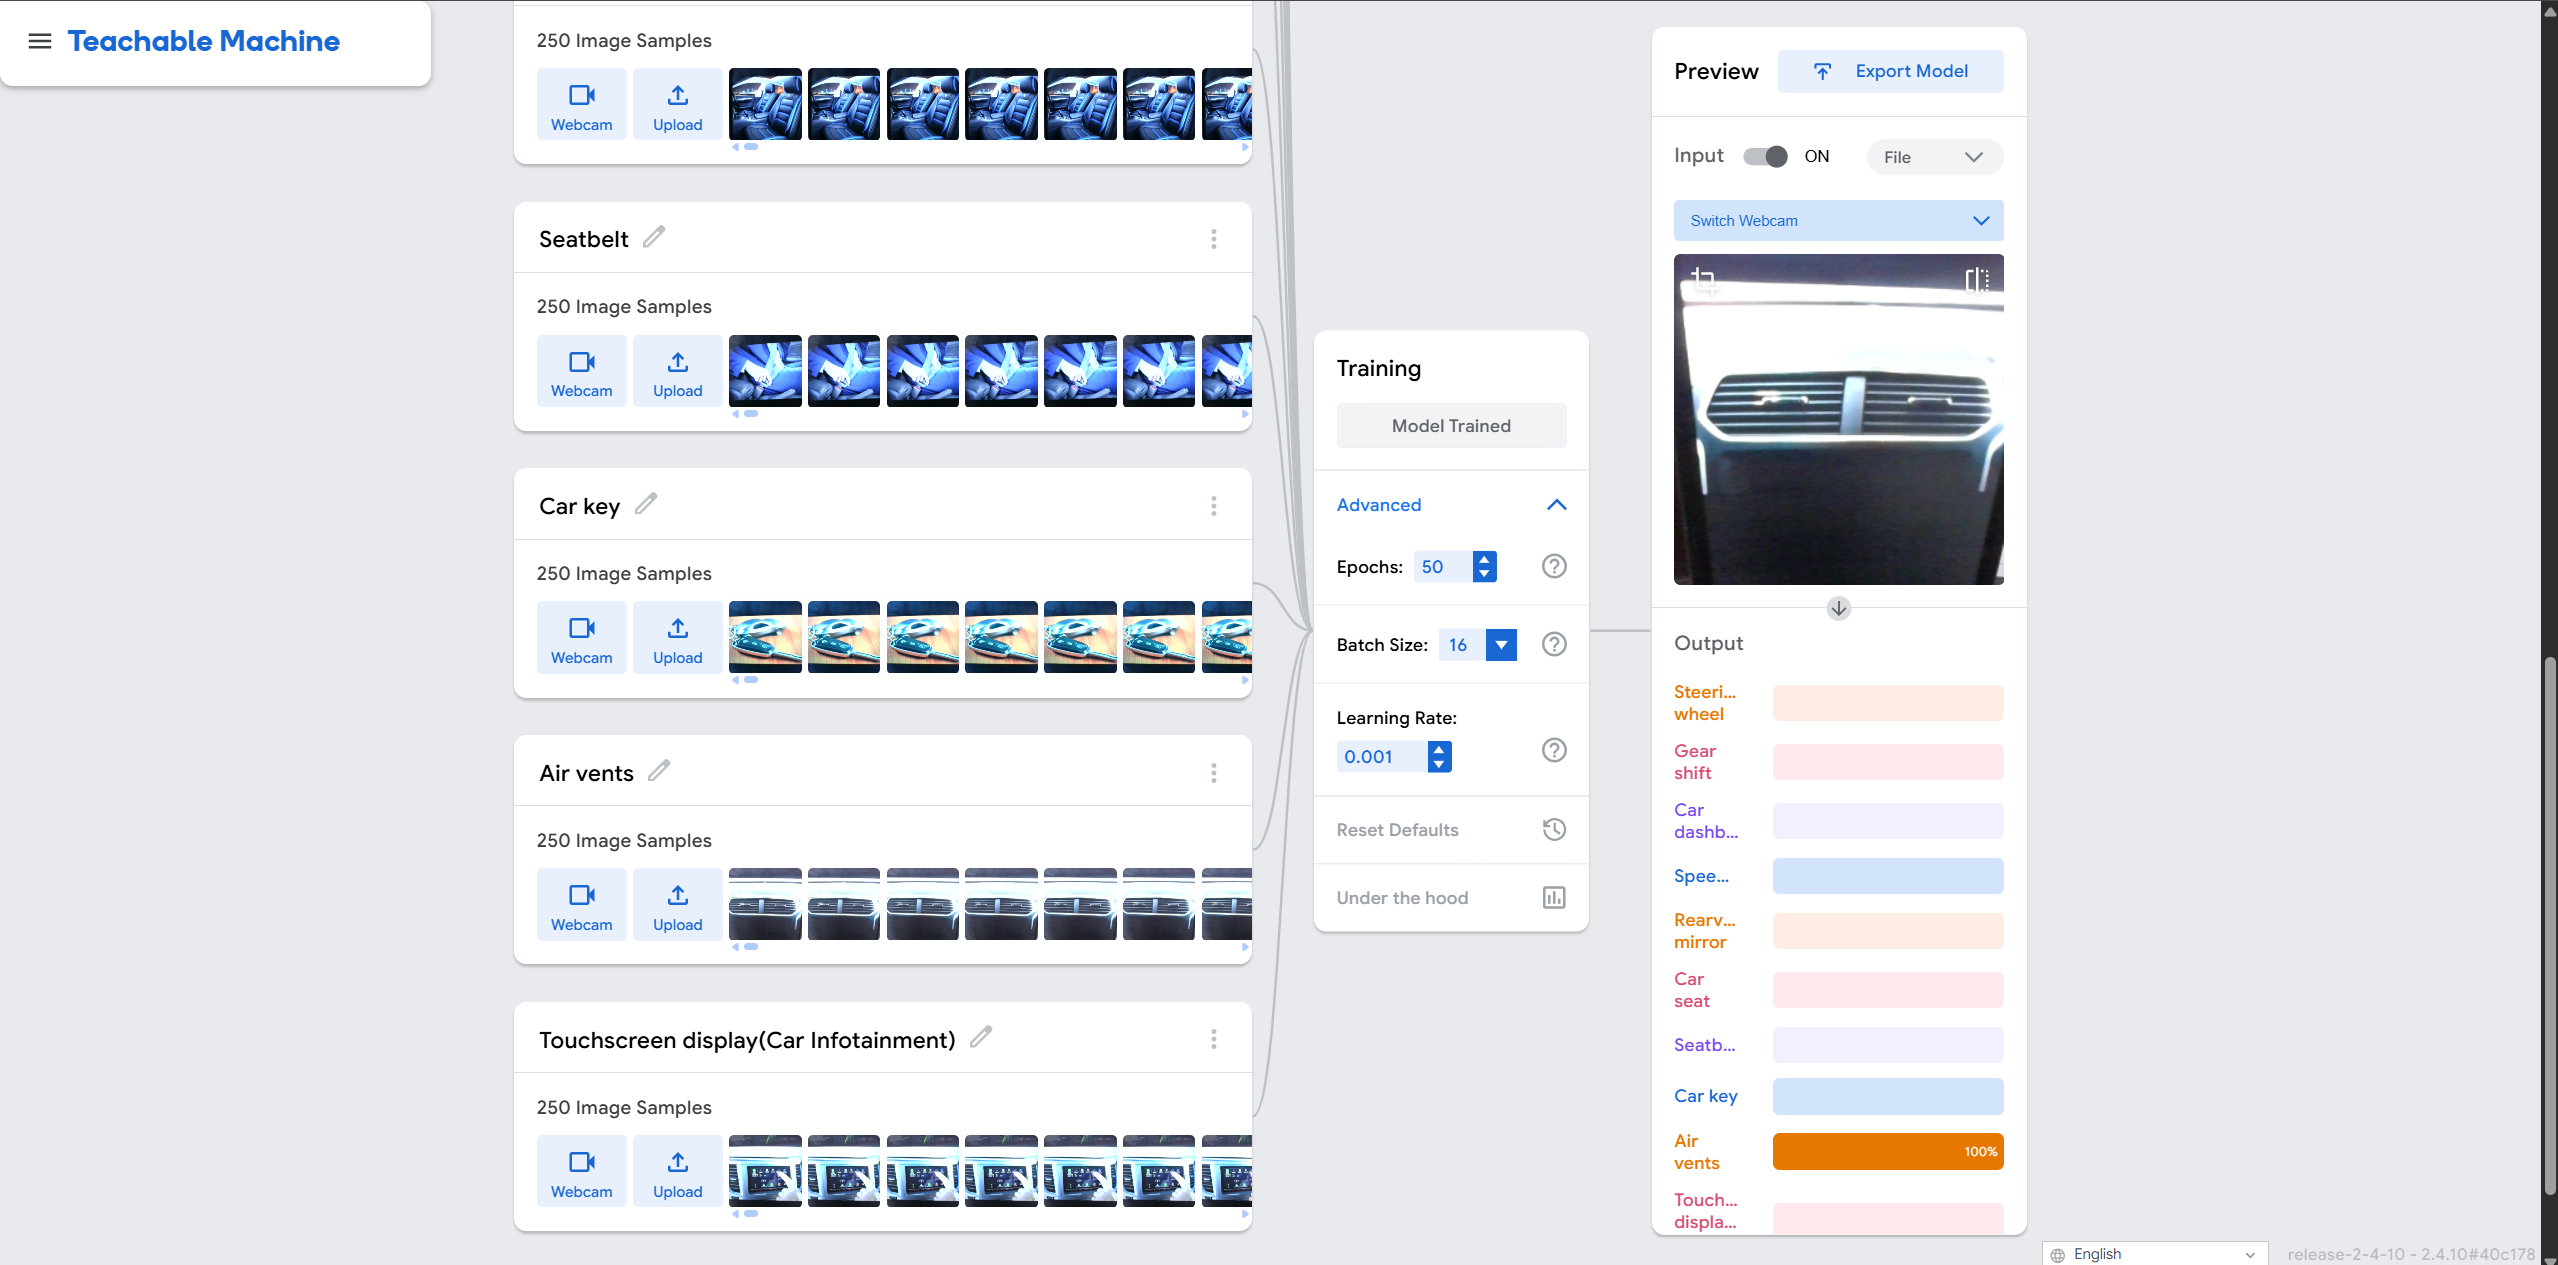 Teachable Machine
250 Image Samples
Webcam
Upload
Seatbelt
250 Image Samples
Webcam
Upload
Car key
250 Image Samples
Webcam
Upload
Air vents
250 Image Samples
Webcam
Upload
Touchscreen display(Car Infotainment)
250 Image Samples
Webcam
Upload
Training
Model Trained
Advanced
Epochs: 50
Batch Size: 16
Learning Rate:
0.001
Reset Defaults
Under the hood
Preview
Export Model
Input ON File
Switch Webcam
Output
Steeri...
wheel
Gear
shift
Car
dashb...
Spee...
Rearv...
mirror
Car
seat
Seatb...
Car key
Air
vents
100%
Touch...
displa...
English
release-2-4-10 - 2.4.10#40c178